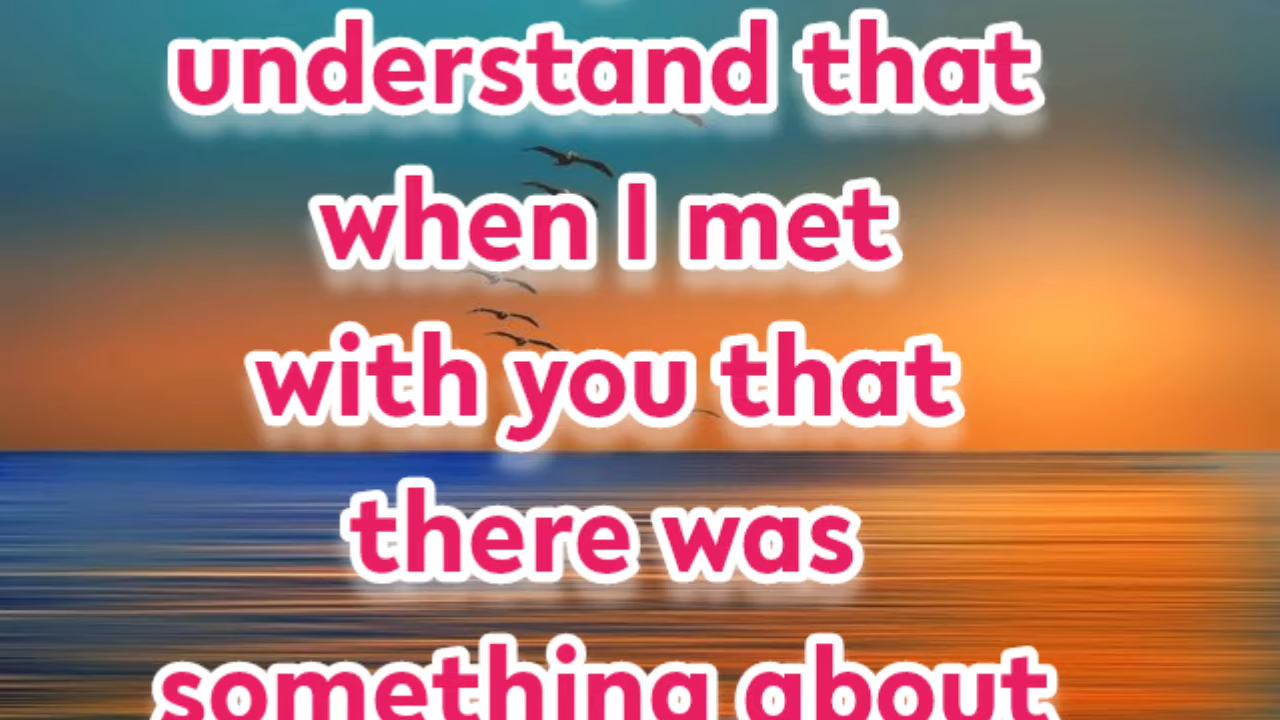 understand that
when I met
with you that
there was
something about